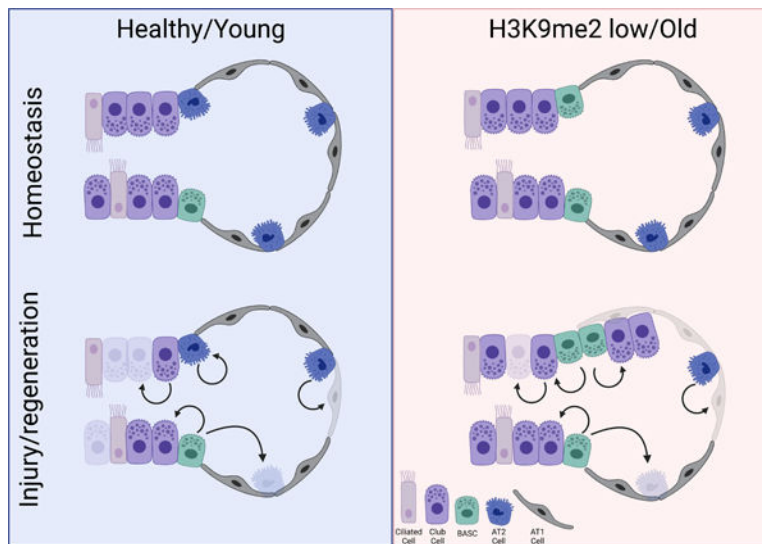 Healthy/Young
H3K9me2 low/Old
Homeostasis
Injury/regeneration
Ciliated
Cell
Club
Cell
BASC
AT2
Cell
AT1
Cell